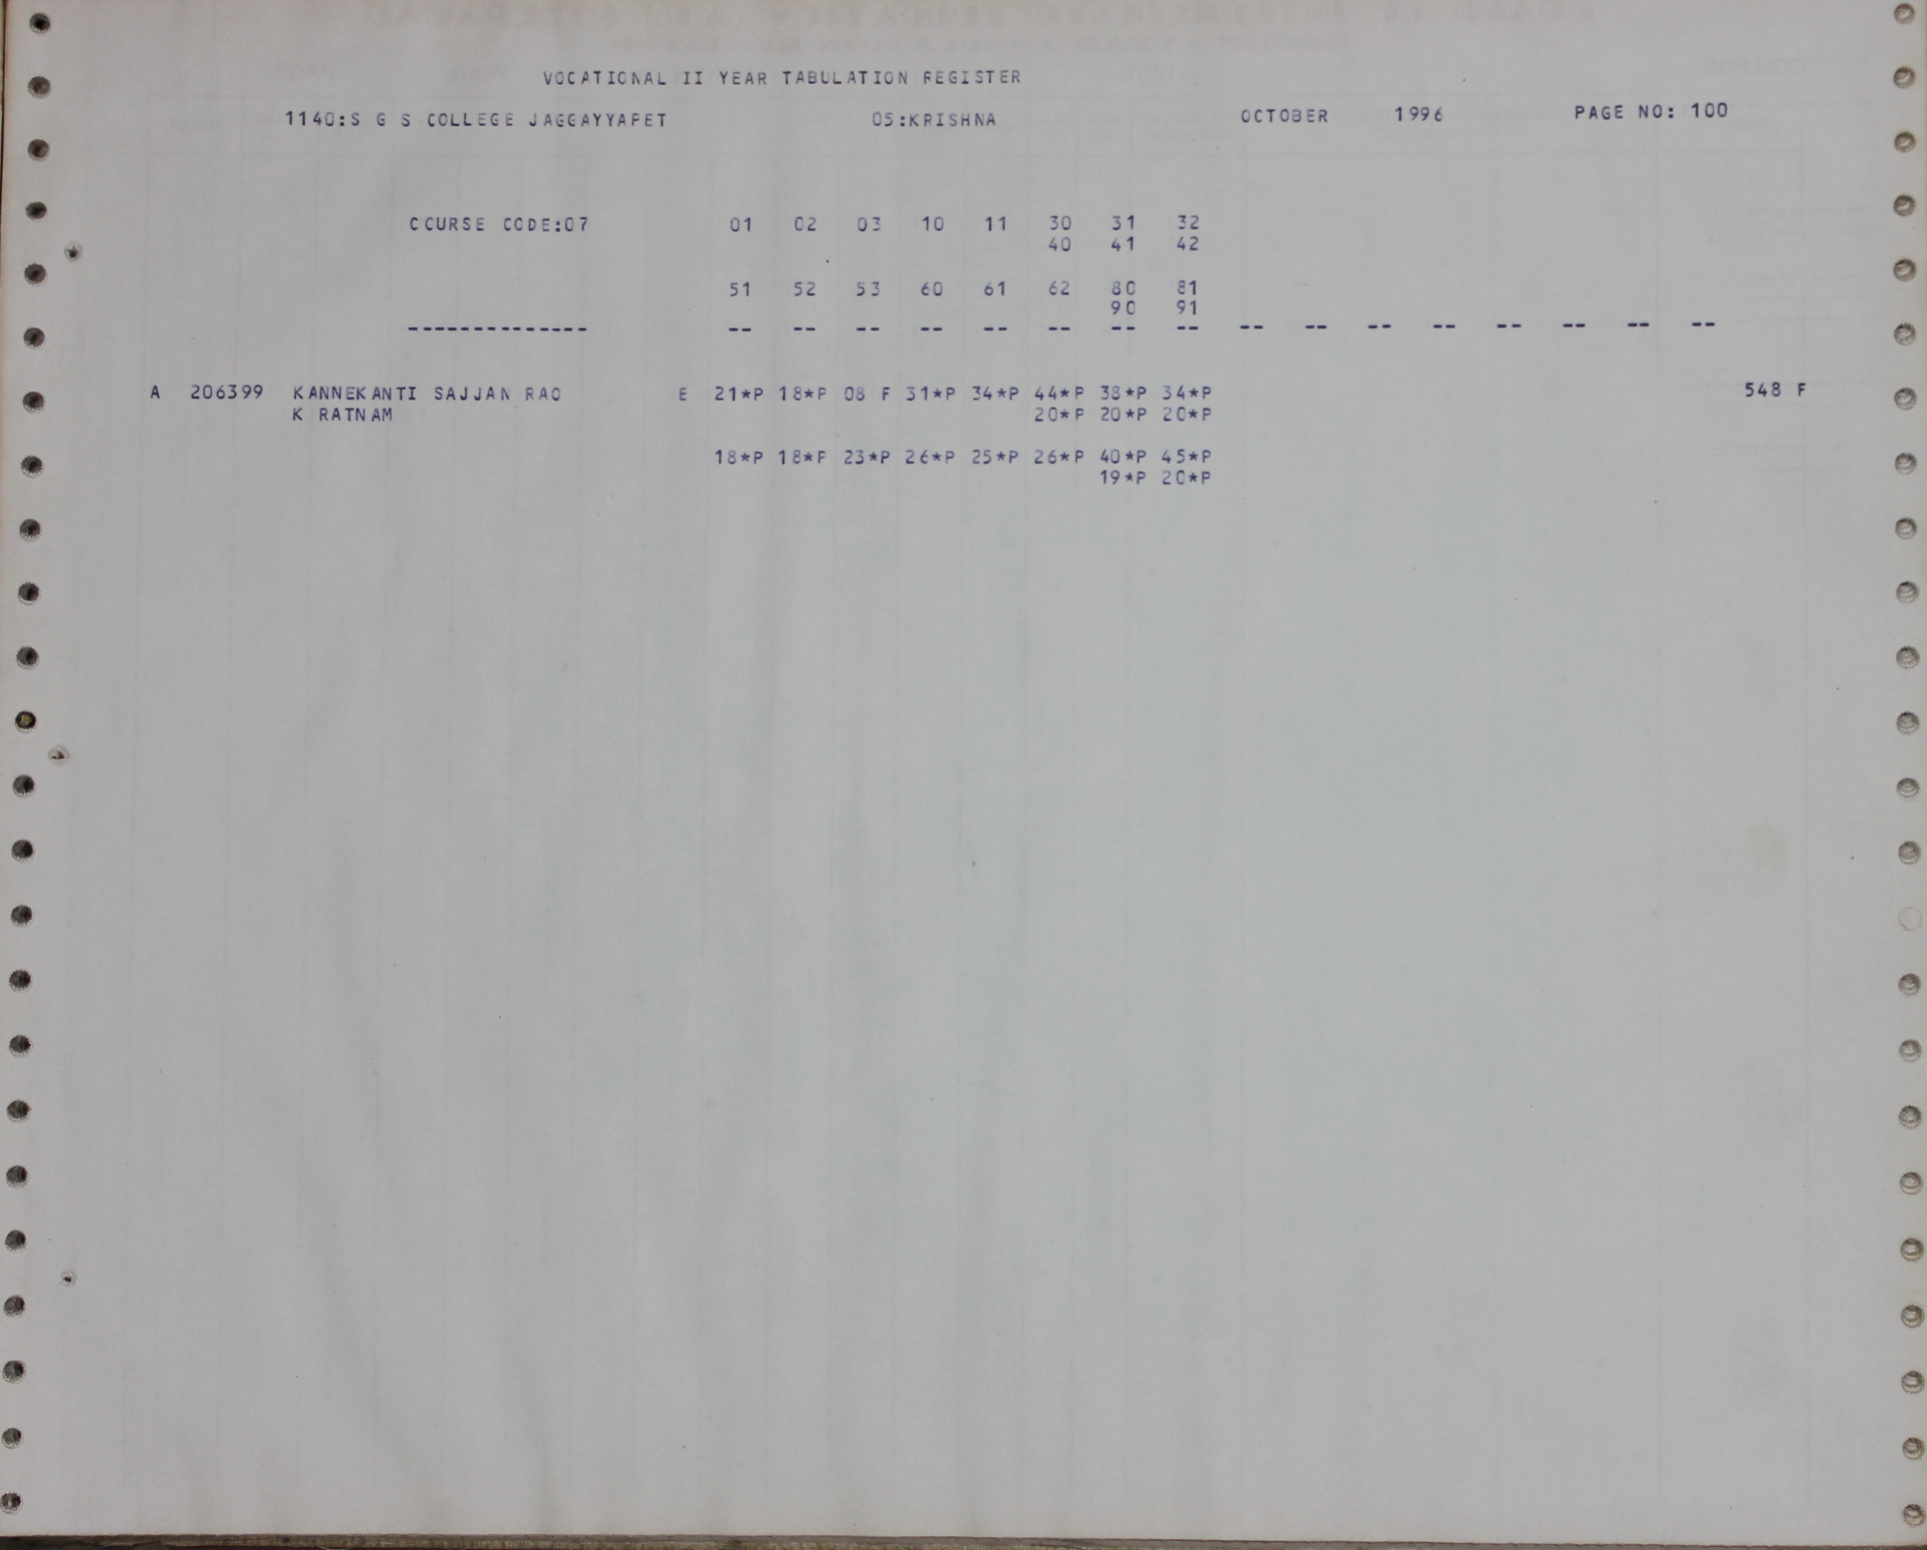 VOCATIONAL II YEAR TABULATION REGISTER
1140:S G S COLLEGE JAGGAYYAPET 05:KRISHNA OCTOBER 1996 PAGE NO: 100
COURSE CODE:07 01 02 03 10 11 30 31 32
40 41 42
51 52 53 60 61 62 80 81
90 91
-------------- -- -- -- -- -- -- -- -- -- -- -- -- -- -- -- --
A 206399 KANNEKANTI SAJJAN RAO E 21*P 18*P 08 F 31*P 34*P 44*P 38*P 34*P 548 F
K RATNAM 20*P 20*P 20*P
18*P 18*P 23*P 26*P 25*P 26*P 40*P 45*P
19*P 20*P